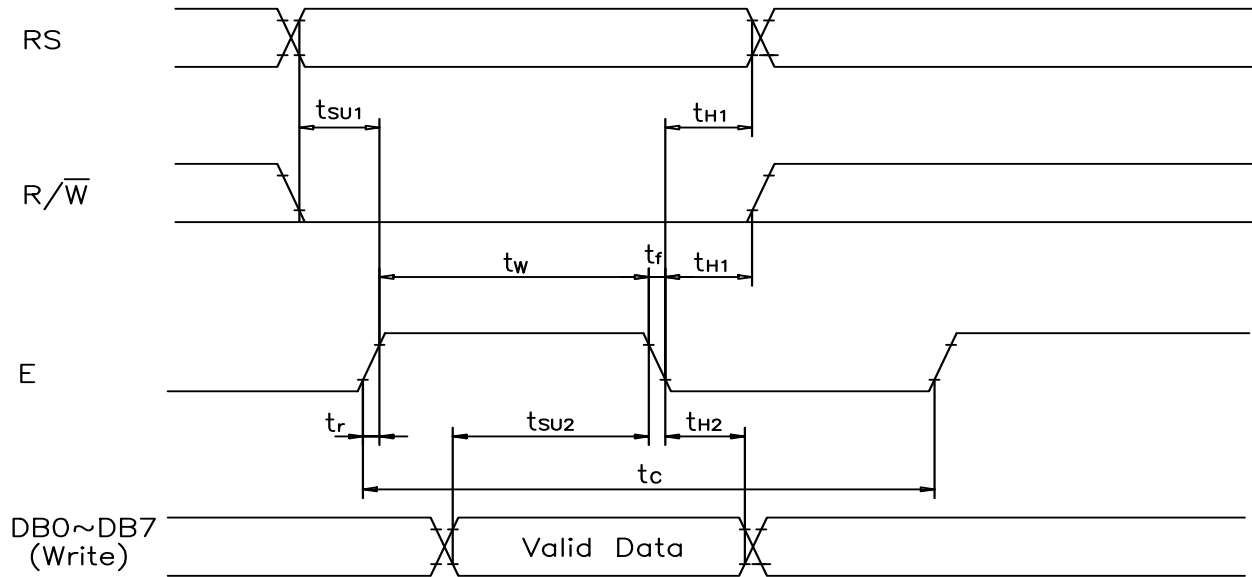 RS
tSU1
tH1
R/W̅
tW
tf
tH1
E
tr
tSU2
tH2
tC
DB0~DB7
(Write)
Valid Data